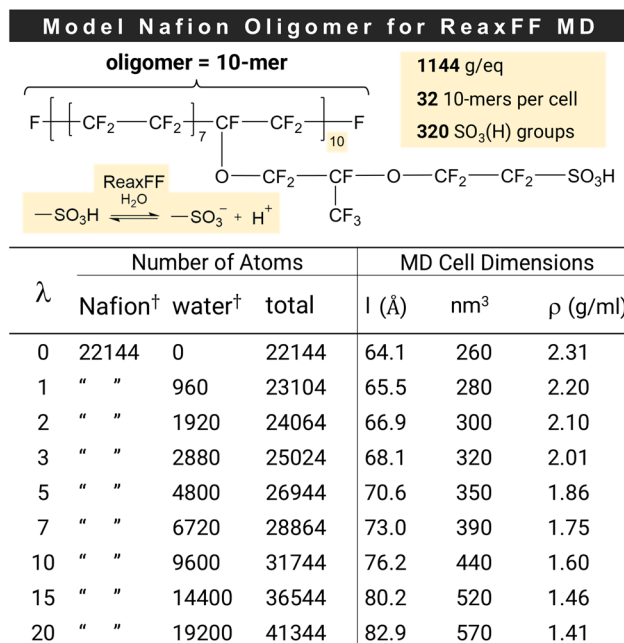 Model Nafion Oligomer for ReaxFF MD
oligomer = 10-mer
1144 g/eq
32 10-mers per cell
320 SO₃(H) groups
F—[—[—CF₂—CF₂—]₇—CF—CF₂—]₁₀—F
O—CF₂—CF—O—CF₂—CF₂—SO₃H
CF₃
ReaxFF
H₂O
—SO₃H ⇌ —SO₃⁻ + H⁺
Number of Atoms MD Cell Dimensions
λ Nafion† water† total l (Å) nm³ ρ (g/ml)
0 22144 0 22144 64.1 260 2.31
1 “ ” 960 23104 65.5 280 2.20
2 “ ” 1920 24064 66.9 300 2.10
3 “ ” 2880 25024 68.1 320 2.01
5 “ ” 4800 26944 70.6 350 1.86
7 “ ” 6720 28864 73.0 390 1.75
10 “ ” 9600 31744 76.2 440 1.60
15 “ ” 14400 36544 80.2 520 1.46
20 “ ” 19200 41344 82.9 570 1.41